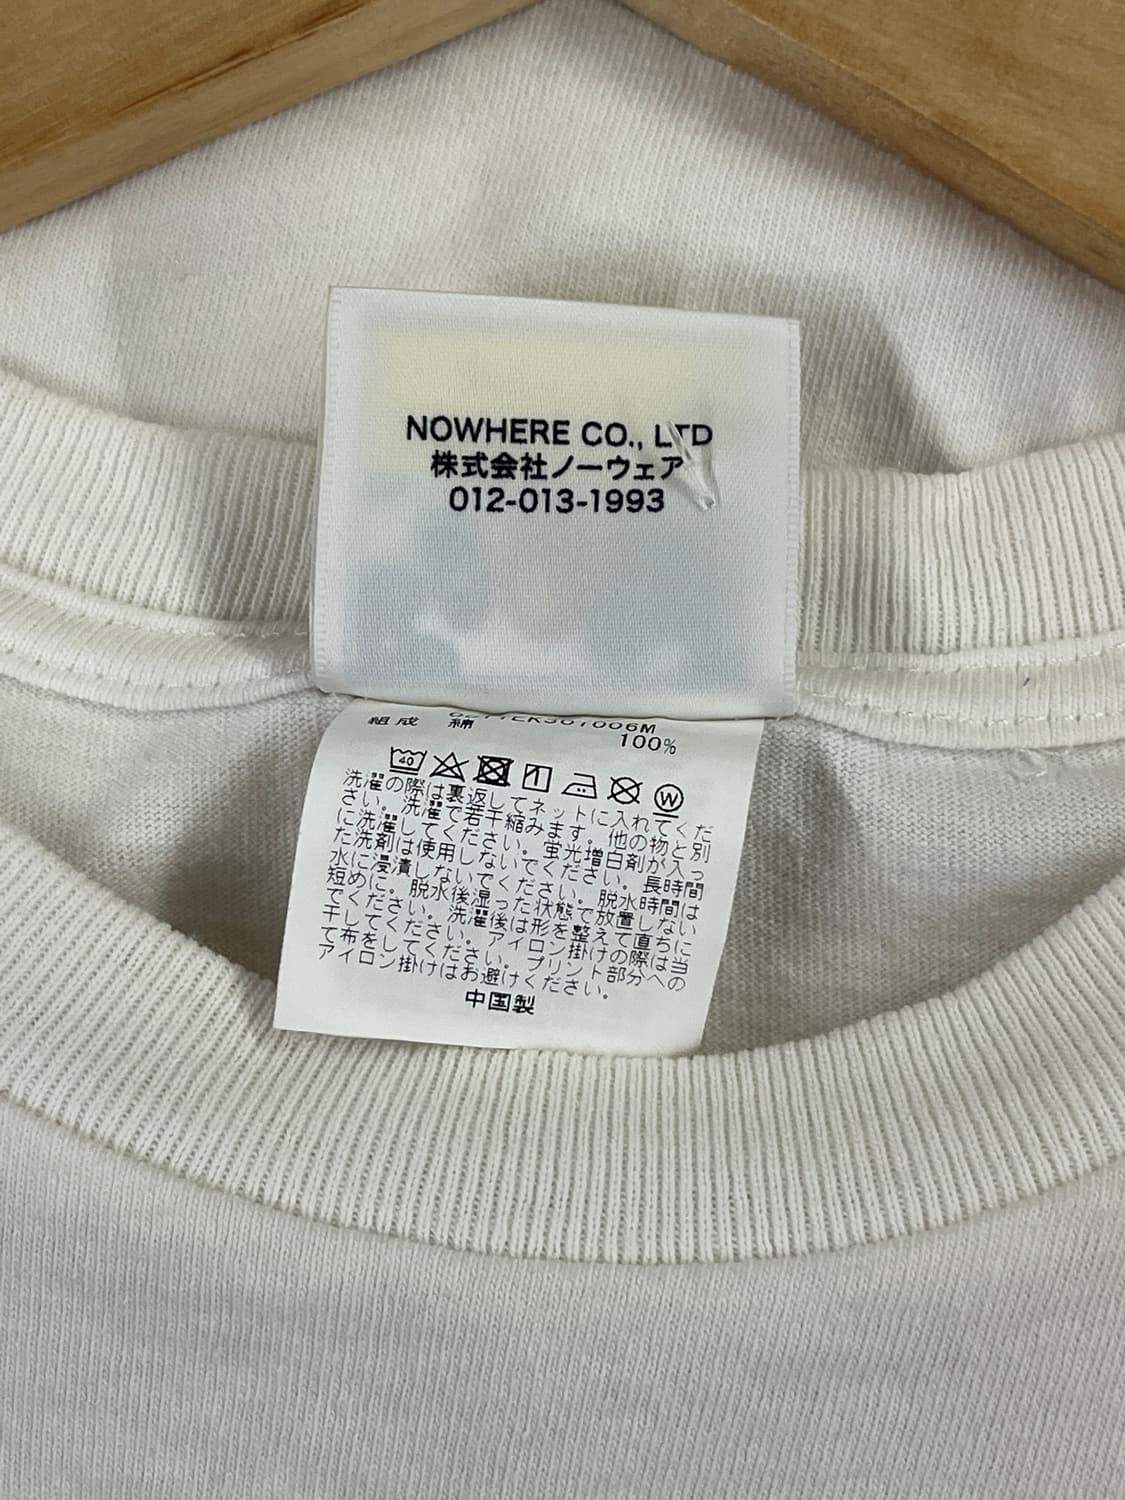 NOWHERE CO., LTD
株式会社ノーウェア
012-013-1993
組成 綿 100%
40
W
洗濯の際は裏返してネットに入れてくだ
さい。洗濯で若干縮みます。他の物と別
に洗濯してください。蛍光増白剤が入っ
た洗剤は使用しないでください。長時間
水に浸漬しないでください。脱水時間は
短めに。脱水後湿った状態で放置しない
でください。洗濯後は形を整えて直ちに
干してください。アイロン掛けの際は当
て布をしてください。プリント部分への
アイロン掛けはお避けください。
中国製